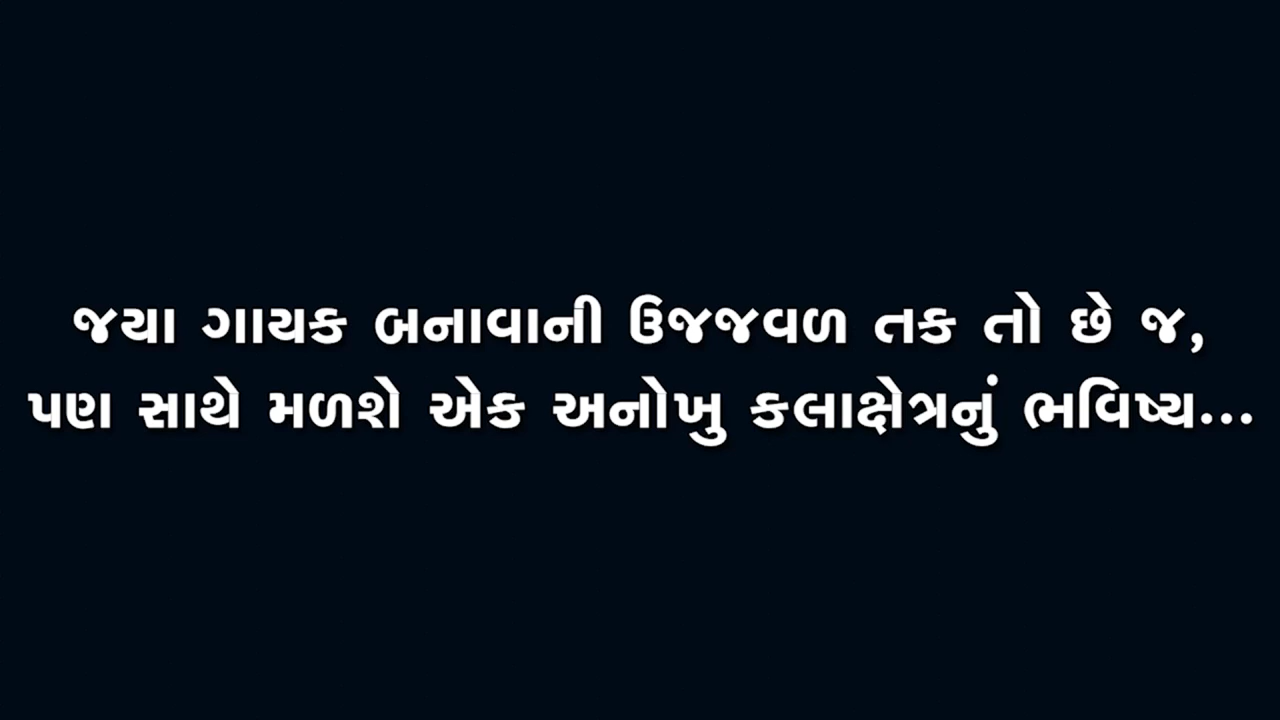 જયા ગાયક બનાવાની ઉજજવળ તક તો છે જ,
પણ સાથે મળશે એક અનોખુ કલાક્ષેત્રનું ભવિષ્ય...